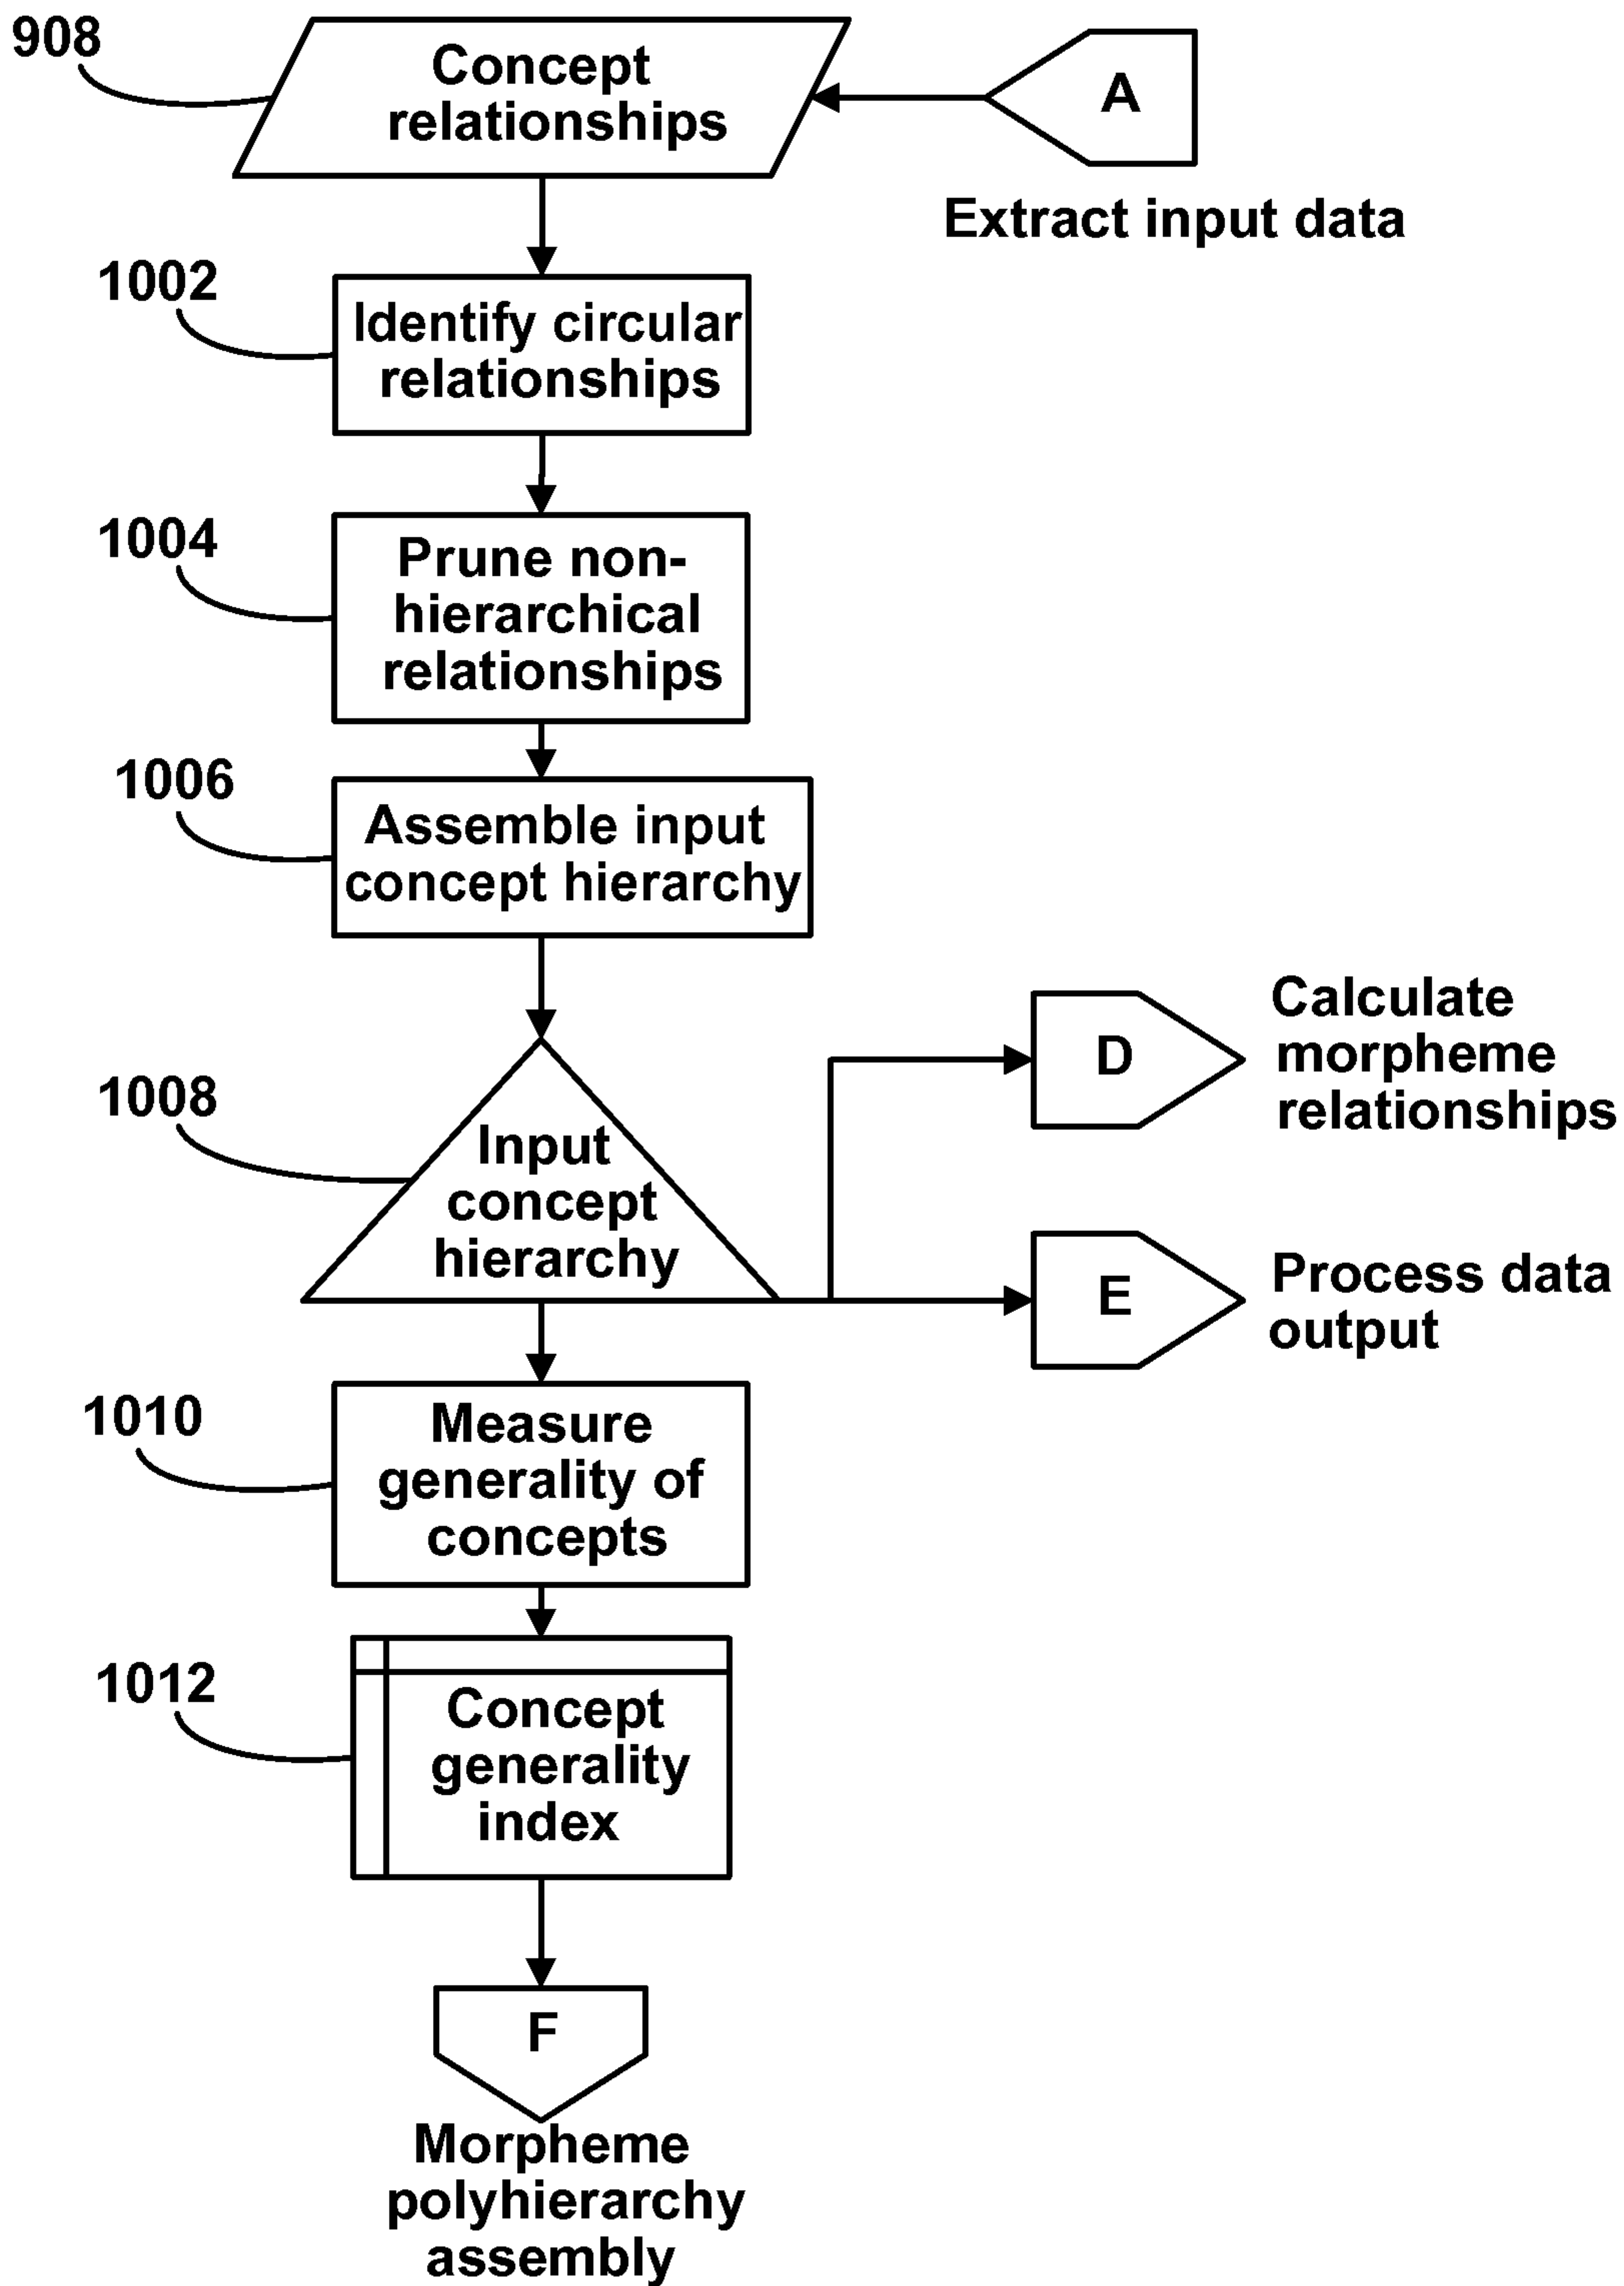 908
Concept
relationships
A
Extract input data
1002
Identify circular
relationships
1004
Prune non-
hierarchical
relationships
1006
Assemble input
concept hierarchy
1008
Input
concept
hierarchy
D
Calculate
morpheme
relationships
E
Process data
output
1010
Measure
generality of
concepts
1012
Concept
generality
index
F
Morpheme
polyhierarchy
assembly